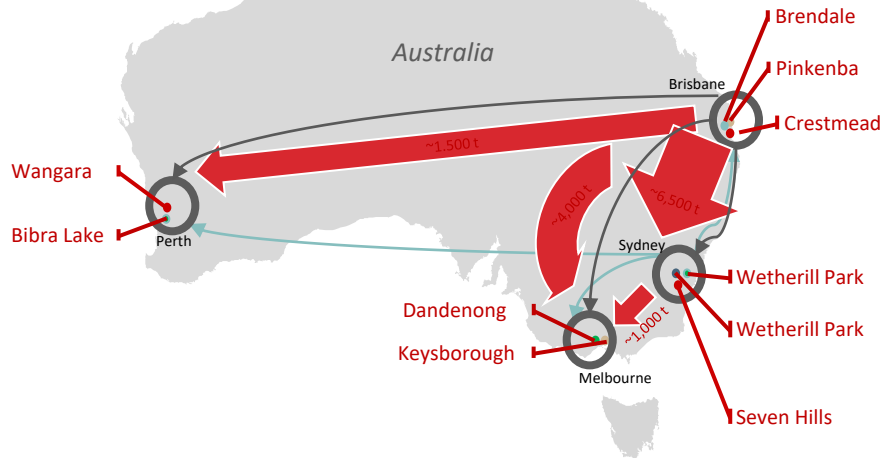 Brendale
Australia
Pinkenba
Brisbane
Crestmead
~1.500 t
Wangara
~6,500 t
~4,000 t
Bibra Lake
Perth
Sydney
Wetherill Park
Dandenong
~1,000 t
Wetherill Park
Keysborough
Melbourne
Seven Hills